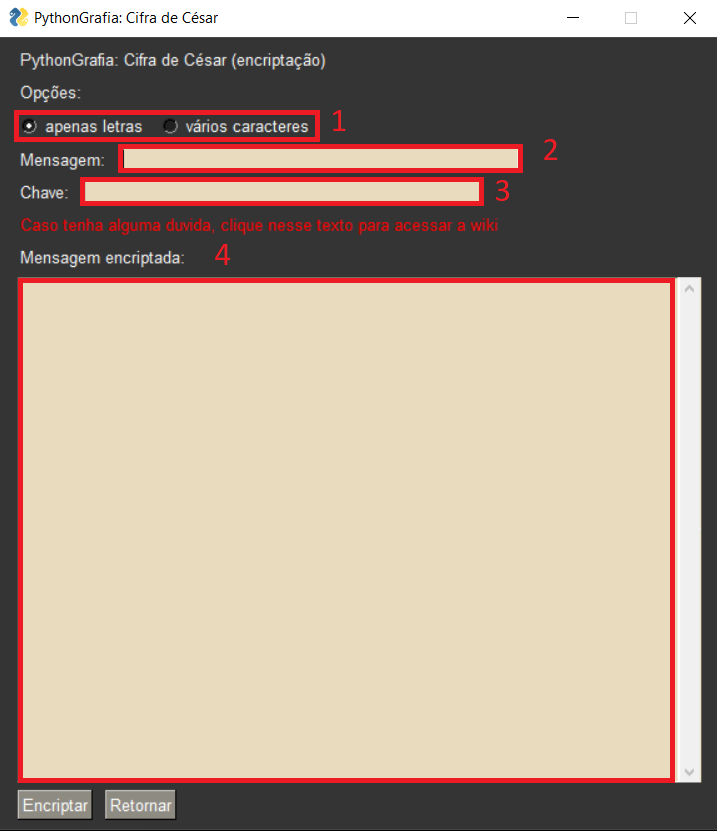 PythonGrafia: Cifra de César
PythonGrafia: Cifra de César (encriptação)
Opções:
apenas letras vários caracteres 1
Mensagem: 2
Chave: 3
Caso tenha alguma duvida, clique nesse texto para acessar a wiki
Mensagem encriptada: 4
Encriptar Retornar